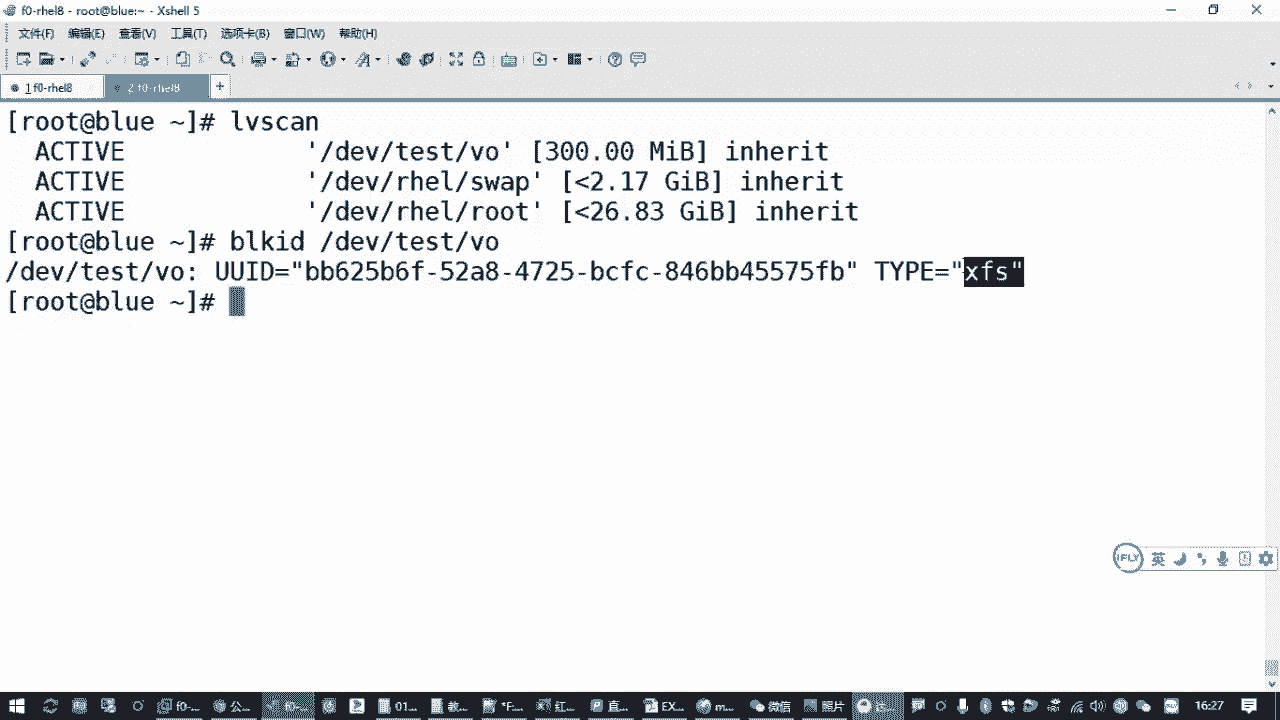 f0-rhel8 - root@blue:~ - Xshell 5
文件(F) 编辑(E) 查看(V) 工具(T) 选项卡(B) 窗口(W) 帮助(H)
1 f0-rhel8
2 f0-rhel8
[root@blue ~]# lvscan
ACTIVE '/dev/test/vo' [300.00 MiB] inherit
ACTIVE '/dev/rhel/swap' [<2.17 GiB] inherit
ACTIVE '/dev/rhel/root' [<26.83 GiB] inherit
[root@blue ~]# blkid /dev/test/vo
/dev/test/vo: UUID="bb625b6f-52a8-4725-bcfc-846bb45575fb" TYPE="xfs"
[root@blue ~]#
iFLY 英
f0-... 公... 01... 教... *F... 红... 直... EX... m... 微信 照片 16:27